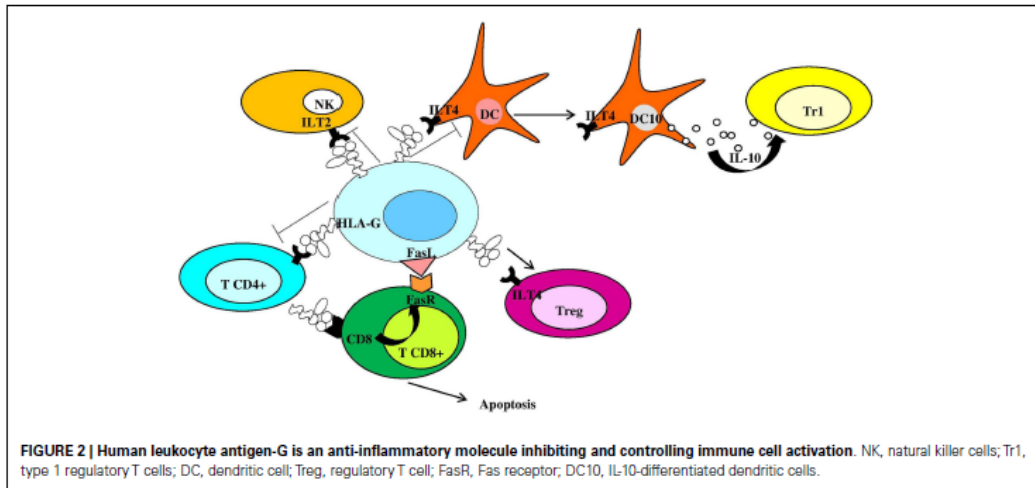 NK
ILT2
ILT4
DC
ILT4
DC10
Tr1
IL-10
HLA-G
FasL
T CD4+
FasR
CD8
T CD8+
ILT4
Treg
Apoptosis
FIGURE 2 | Human leukocyte antigen-G is an anti-inflammatory molecule inhibiting and controlling immune cell activation. NK, natural killer cells; Tr1,
type 1 regulatory T cells; DC, dendritic cell; Treg, regulatory T cell; FasR, Fas receptor; DC10, IL-10-differentiated dendritic cells.